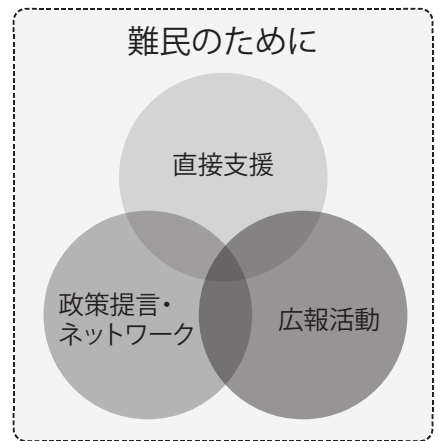 難民のために
直接支援
政策提言・
ネットワーク
広報活動